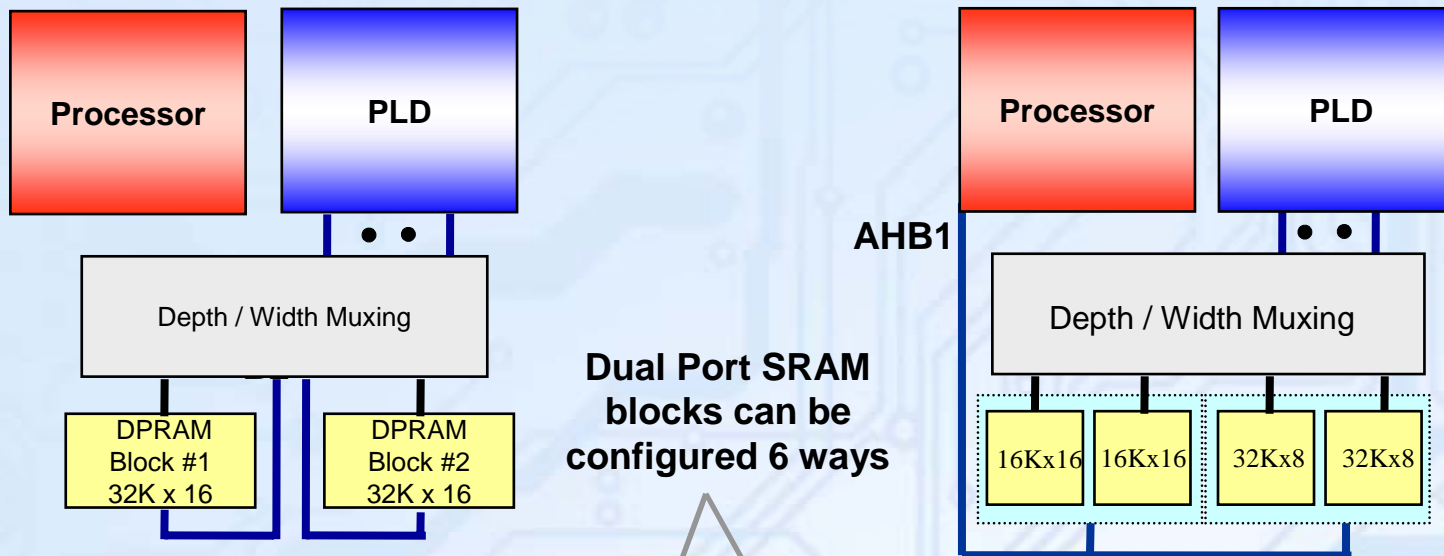 Processor
PLD
Depth / Width Muxing
DPRAM
Block #1
32K x 16
DPRAM
Block #2
32K x 16
Dual Port SRAM
blocks can be
configured 6 ways
Processor
PLD
AHB1
Depth / Width Muxing
16Kx16
16Kx16
32Kx8
32Kx8